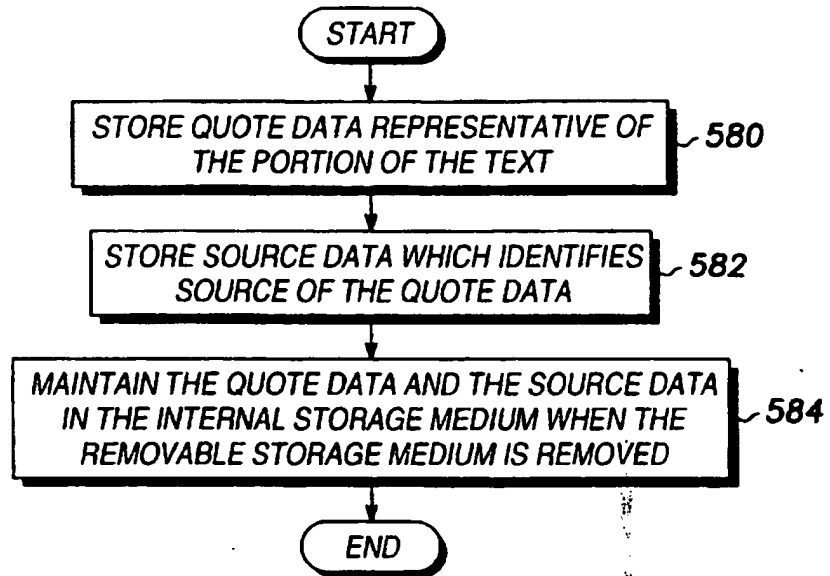 START
STORE QUOTE DATA REPRESENTATIVE OF
THE PORTION OF THE TEXT
580
STORE SOURCE DATA WHICH IDENTIFIES
SOURCE OF THE QUOTE DATA
582
MAINTAIN THE QUOTE DATA AND THE SOURCE DATA
IN THE INTERNAL STORAGE MEDIUM WHEN THE
REMOVABLE STORAGE MEDIUM IS REMOVED
584
END